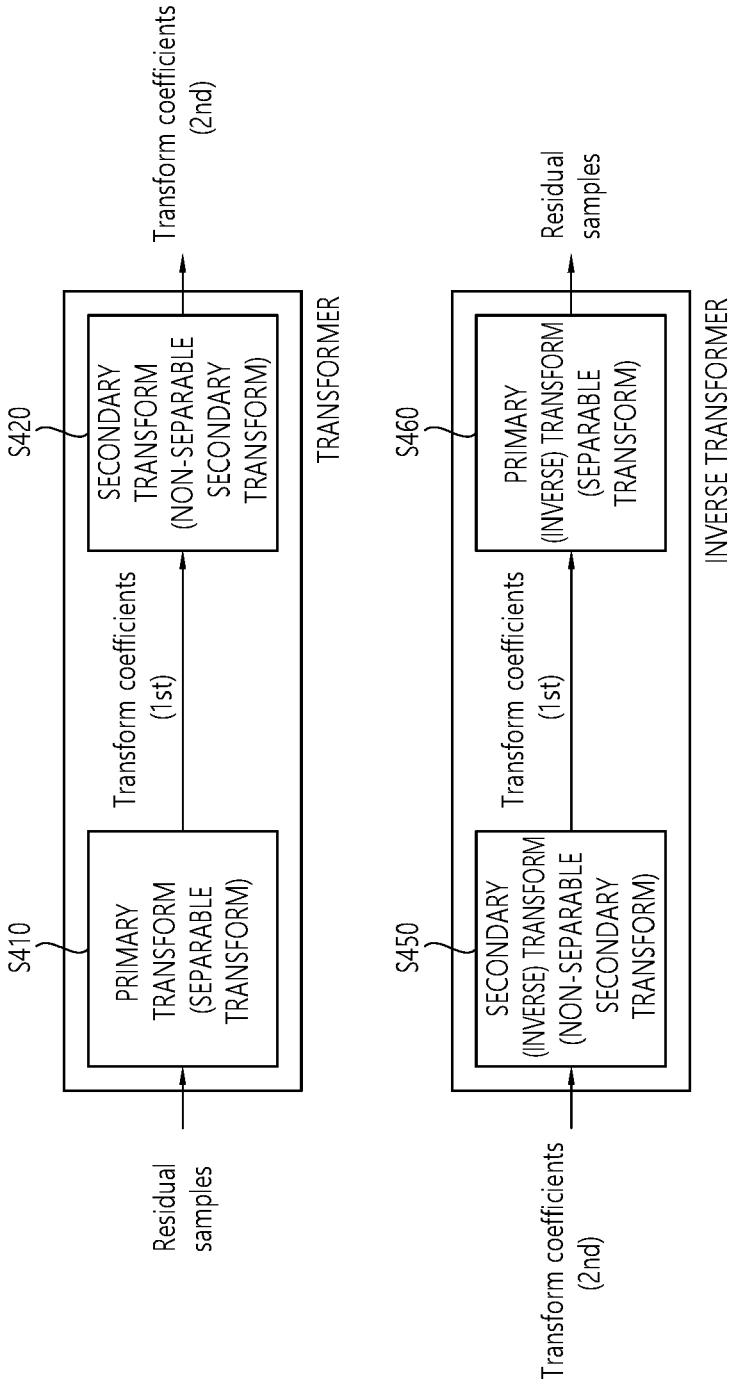 S410
S420
Residual
samples
PRIMARY
TRANSFORM
(SEPARABLE
TRANSFORM)
Transform coefficients
(1st)
SECONDARY
TRANSFORM
(NON-SEPARABLE
SECONDARY
TRANSFORM)
Transform coefficients
(2nd)
TRANSFORMER
S450
S460
Transform coefficients
(2nd)
SECONDARY
(INVERSE) TRANSFORM
(NON-SEPARABLE
SECONDARY
TRANSFORM)
Transform coefficients
(1st)
PRIMARY
(INVERSE) TRANSFORM
(SEPARABLE
TRANSFORM)
Residual
samples
INVERSE TRANSFORMER